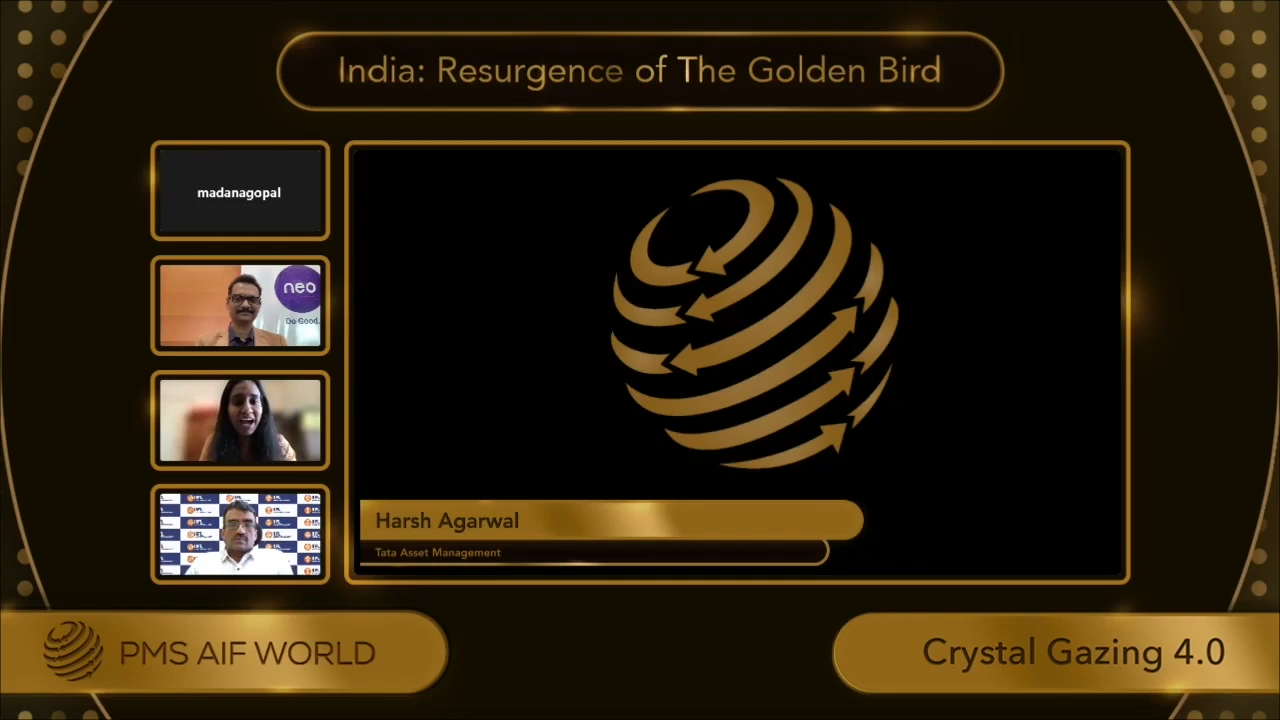 India: Resurgence of The Golden Bird
madanagopal
neo
Do Good.
Harsh Agarwal
Tata Asset Management
PMS AIF WORLD
Crystal Gazing 4.0